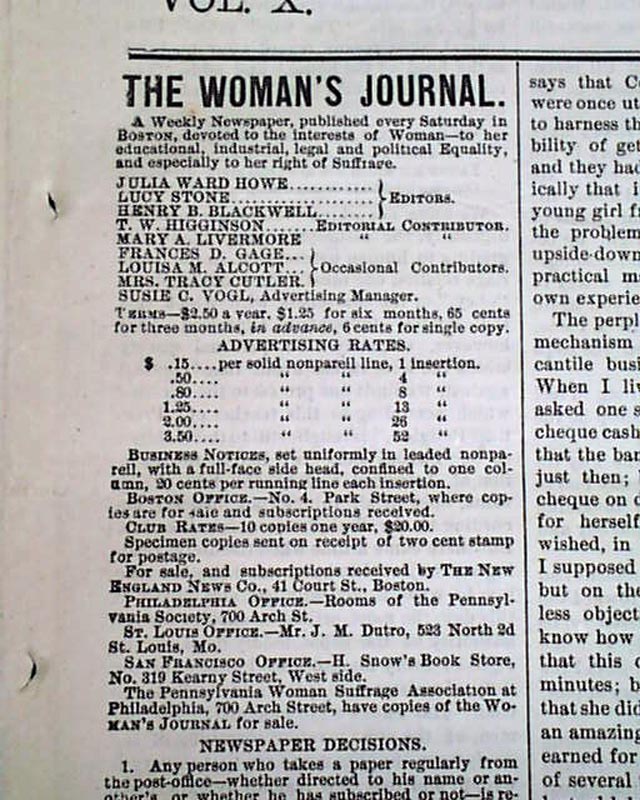 VOL. X.
THE WOMAN'S JOURNAL.
A Weekly Newspaper, published every Saturday in
BOSTON, devoted to the interests of Woman—to her
educational, industrial, legal and political Equality,
and especially to her right of Suffrage.
JULIA WARD HOWE............
LUCY STONE.................... } EDITORS.
HENRY B. BLACKWELL........
T. W. HIGGINSON.......EDITORIAL CONTRIBUTOR.
MARY A. LIVERMORE " "
FRANCES D. GAGE...
LOUISA M. ALCOTT... } Occasional Contributors.
MRS. TRACY CUTLER.
SUSIE C. VOGL, Advertising Manager.
TERMS—$2.50 a year, $1.25 for six months, 65 cents
for three months, in advance, 6 cents for single copy.
ADVERTISING RATES.
$ .15....per solid nonpareil line, 1 insertion.
.50.... " " 4 "
.80.... " " 8 "
1.25.... " " 13 "
2.00.... " " 26 "
3.50.... " " 52 "
BUSINESS NOTICES, set uniformly in leaded nonpa-
reil, with a full-face side head, confined to one col-
umn, 20 cents per running line each insertion.
BOSTON OFFICE.—No. 4. Park Street, where cop-
ies are for sale and subscriptions received.
CLUB RATES—10 copies one year, $20.00.
Specimen copies sent on receipt of two cent stamp
for postage.
For sale, and subscriptions received by THE NEW
ENGLAND NEWS CO., 41 Court St., Boston.
PHILADELPHIA OFFICE.—Rooms of the Pennsyl-
vania Society, 700 Arch St.
ST. LOUIS OFFICE.—Mr. J. M. Dutro, 523 North 2d
St. Louis, Mo.
SAN FRANCISCO OFFICE.—H. Snow's Book Store,
No. 319 Kearny Street, West side.
The Pennsylvania Woman Suffrage Association at
Philadelphia, 700 Arch Street, have copies of the WO-
MAN'S JOURNAL for sale.
NEWSPAPER DECISIONS.
1. Any person who takes a paper regularly from
the post-office—whether directed to his name or an-
other's, or whether he has subscribed or not—is re-
says that
were once
to harness
bility of
and they had
ically that
young girl
the problem
upside-down
practical
own
The
mechanism
cantile
When I
asked one
cheque
that the
just then;
cheque on
for herself
wished, in
I supposed
but on the
less
know how
that this
minutes;
that she did
an
earned for
of several